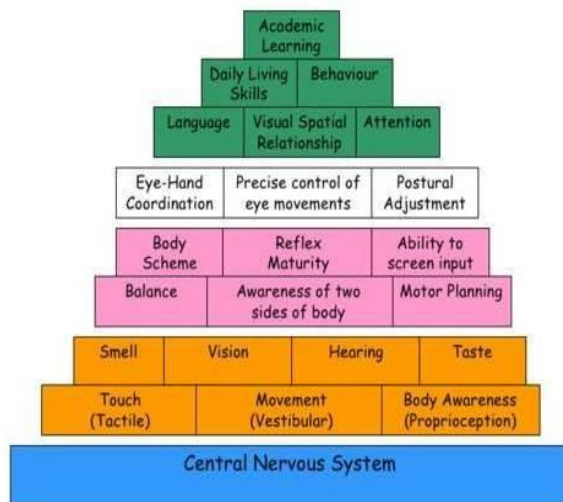 Academic
Learning
Daily Living
Skills
Behaviour
Language
Visual Spatial
Relationship
Attention
Eye-Hand
Coordination
Precise control of
eye movements
Postural
Adjustment
Body
Scheme
Reflex
Maturity
Ability to
screen input
Balance
Awareness of two
sides of body
Motor Planning
Smell
Vision
Hearing
Taste
Touch
(Tactile)
Movement
(Vestibular)
Body Awareness
(Proprioception)
Central Nervous System